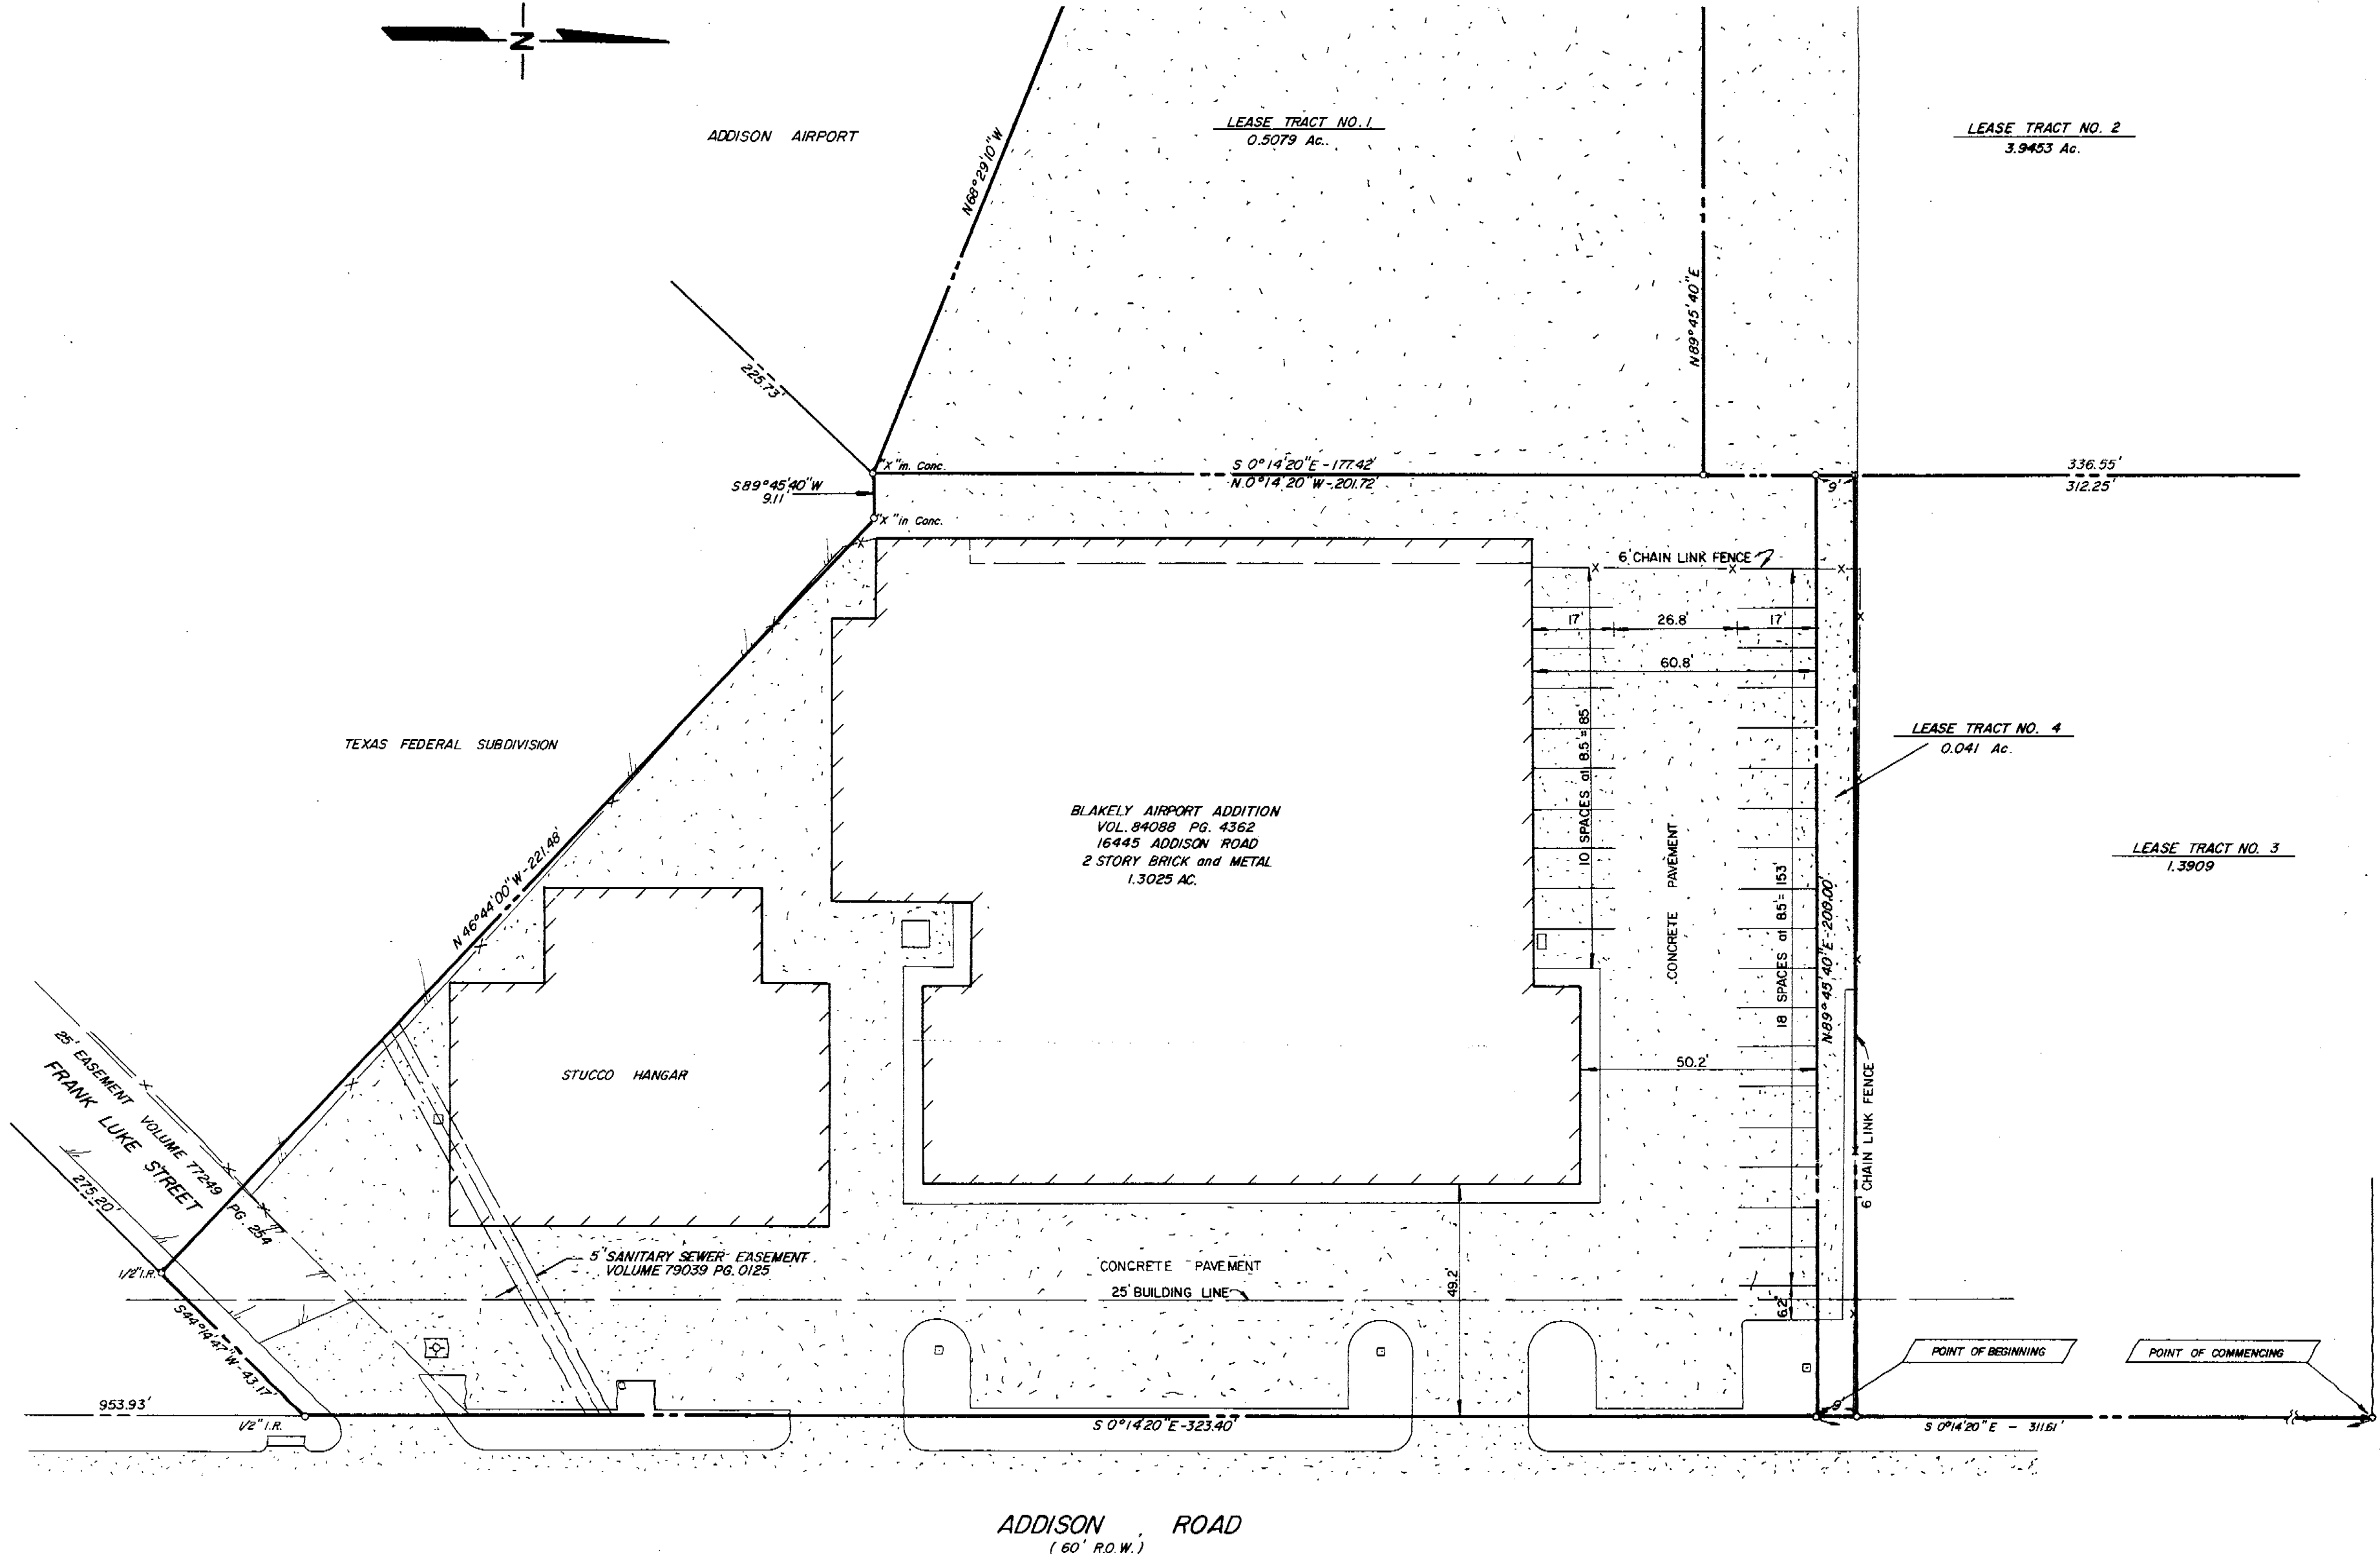 N
ADDISON AIRPORT
LEASE TRACT NO. 1
0.5079 Ac.
LEASE TRACT NO. 2
3.9453 Ac.
N68°29'10"W
N89°45'40"E
225.73'
"X" in. Conc.
S 0°14'20"E - 177.42'
N.0°14'20"W - 201.72'
336.55'
312.25'
9'
S89°45'40"W
9.11'
"X" in Conc.
6' CHAIN LINK FENCE
17'
26.8'
17'
60.8'
10 SPACES at 8.5' = 85'
LEASE TRACT NO. 4
0.041 Ac.
TEXAS FEDERAL SUBDIVISION
BLAKELY AIRPORT ADDITION
VOL. 84088 PG. 4362
16445 ADDISON ROAD
2 STORY BRICK and METAL
1.3025 AC.
CONCRETE PAVEMENT
18 SPACES at 8.5' = 153'
N89°45'40"E - 200.00'
LEASE TRACT NO. 3
1.3909
N 46°44'00"W - 221.48'
STUCCO HANGAR
50.2'
6' CHAIN LINK FENCE
25' EASEMENT VOLUME 77249 PG. 254
FRANK LUKE STREET
275.20'
1/2" I.R.
S44°14'47"W - 43.17'
5' SANITARY SEWER EASEMENT
VOLUME 79039 PG. 0125
CONCRETE PAVEMENT
25' BUILDING LINE
49.2'
6.2'
POINT OF BEGINNING
POINT OF COMMENCING
953.93'
1/2" I.R.
S 0°14'20"E - 323.40'
9'
S 0°14'20"E - 311.61'
ADDISON ROAD
(60' R.O.W.)